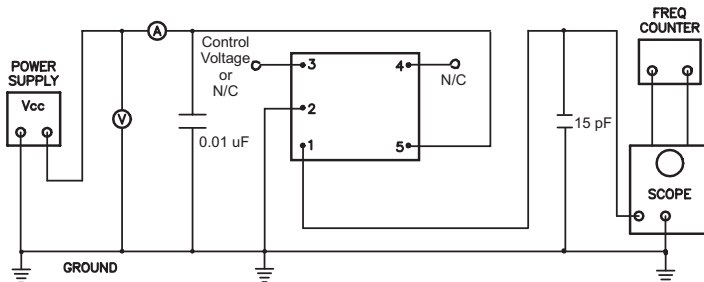 FREQ
COUNTER
POWER
SUPPLY
Vcc
A
V
Control
Voltage
or
N/C
0.01 uF
3
2
1
4
5
N/C
15 pF
SCOPE
GROUND